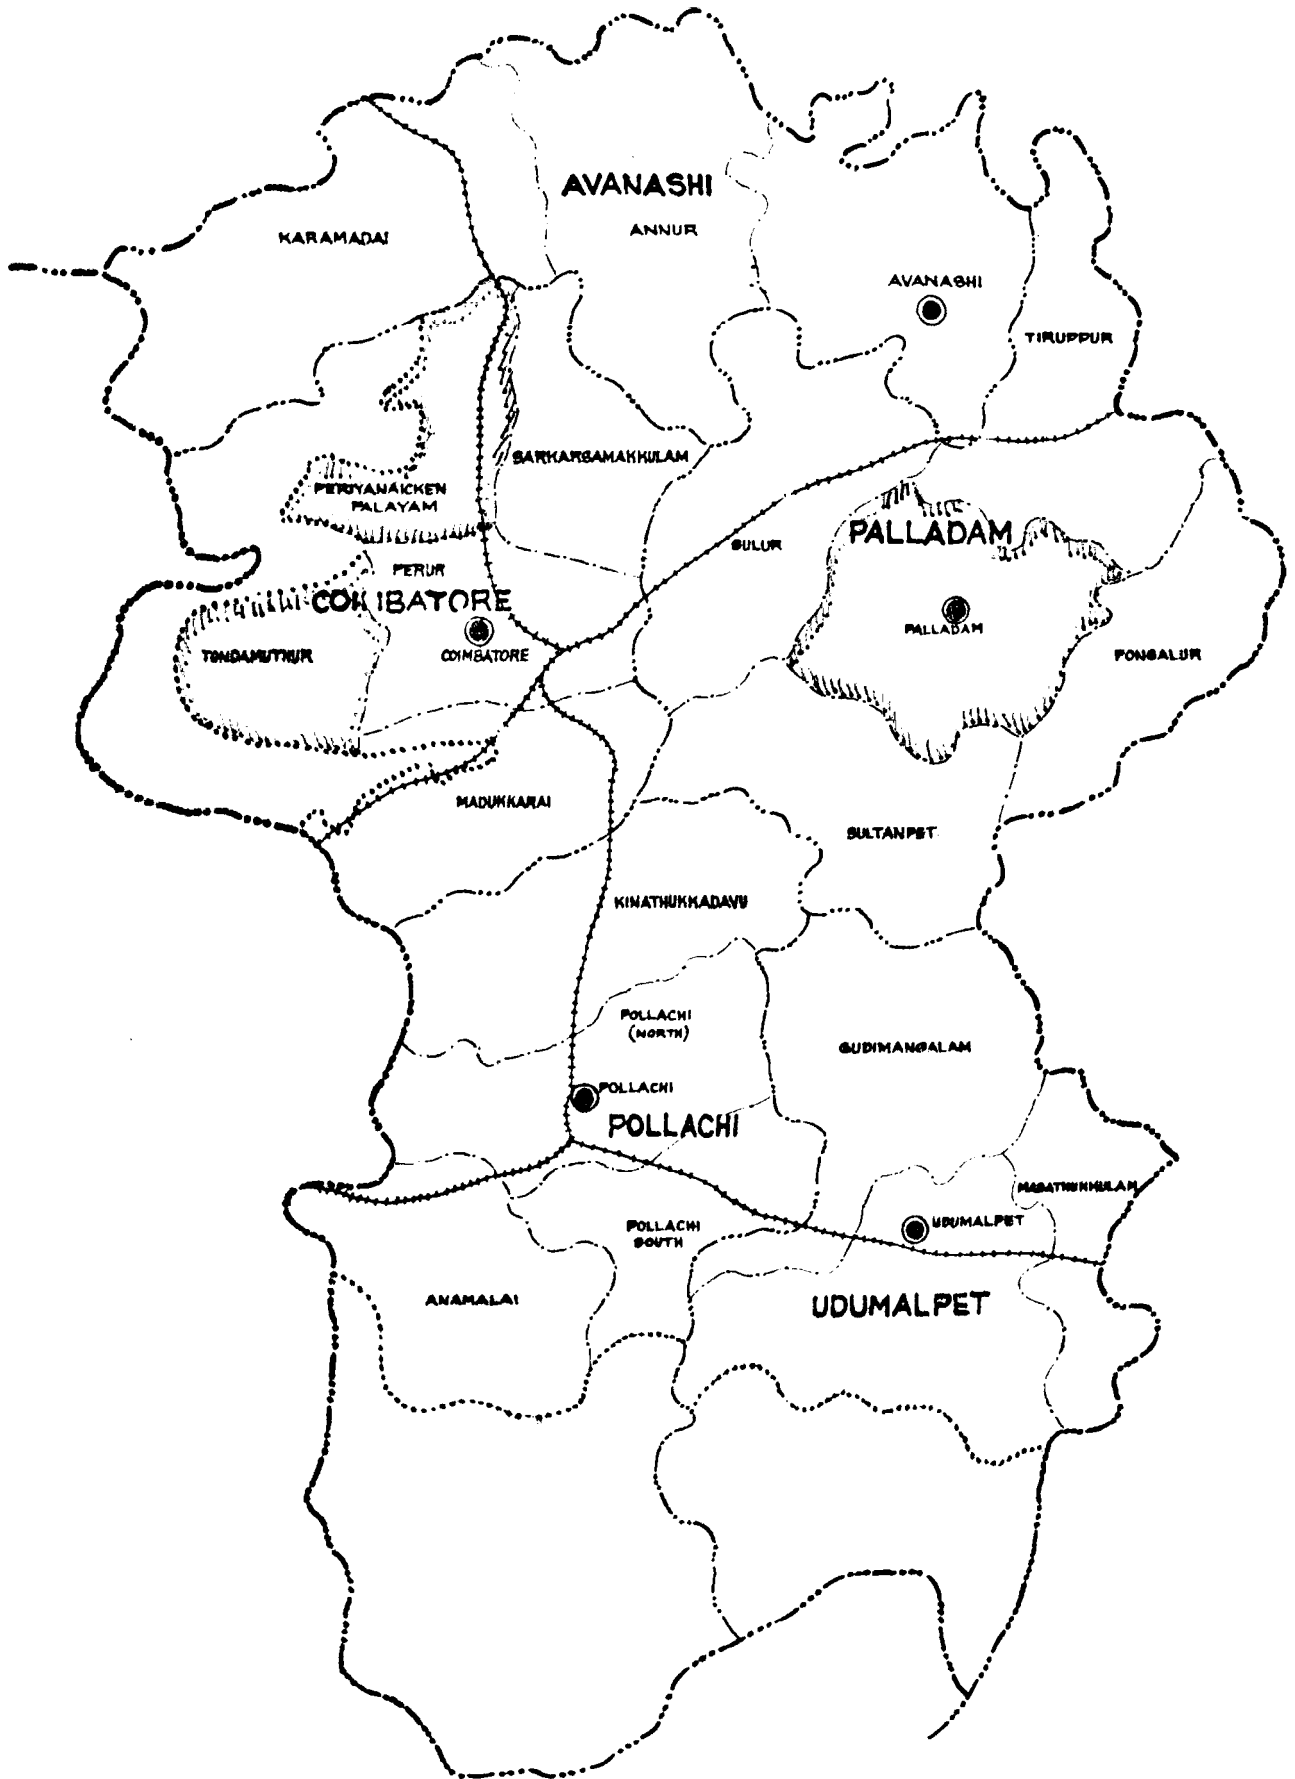 AVANASHI
ANNUR
KARAMADAI
AVANASHI
TIRUPPUR
SARKARSAMAKKULAM
PERIYANAICKEN
PALAYAM
PALLADAM
SULUR
PERUR
COIMBATORE
PALLADAM
TONDAMUTHUR
COIMBATORE
PONGALUR
MADUKKARAI
SULTANPET
KINATHUKKADAVU
POLLACHI
(NORTH)
GUDIMANGALAM
POLLACHI
POLLACHI
MADATHUKKULAM
UDUMALPET
POLLACHI
SOUTH
ANAMALAI
UDUMALPET